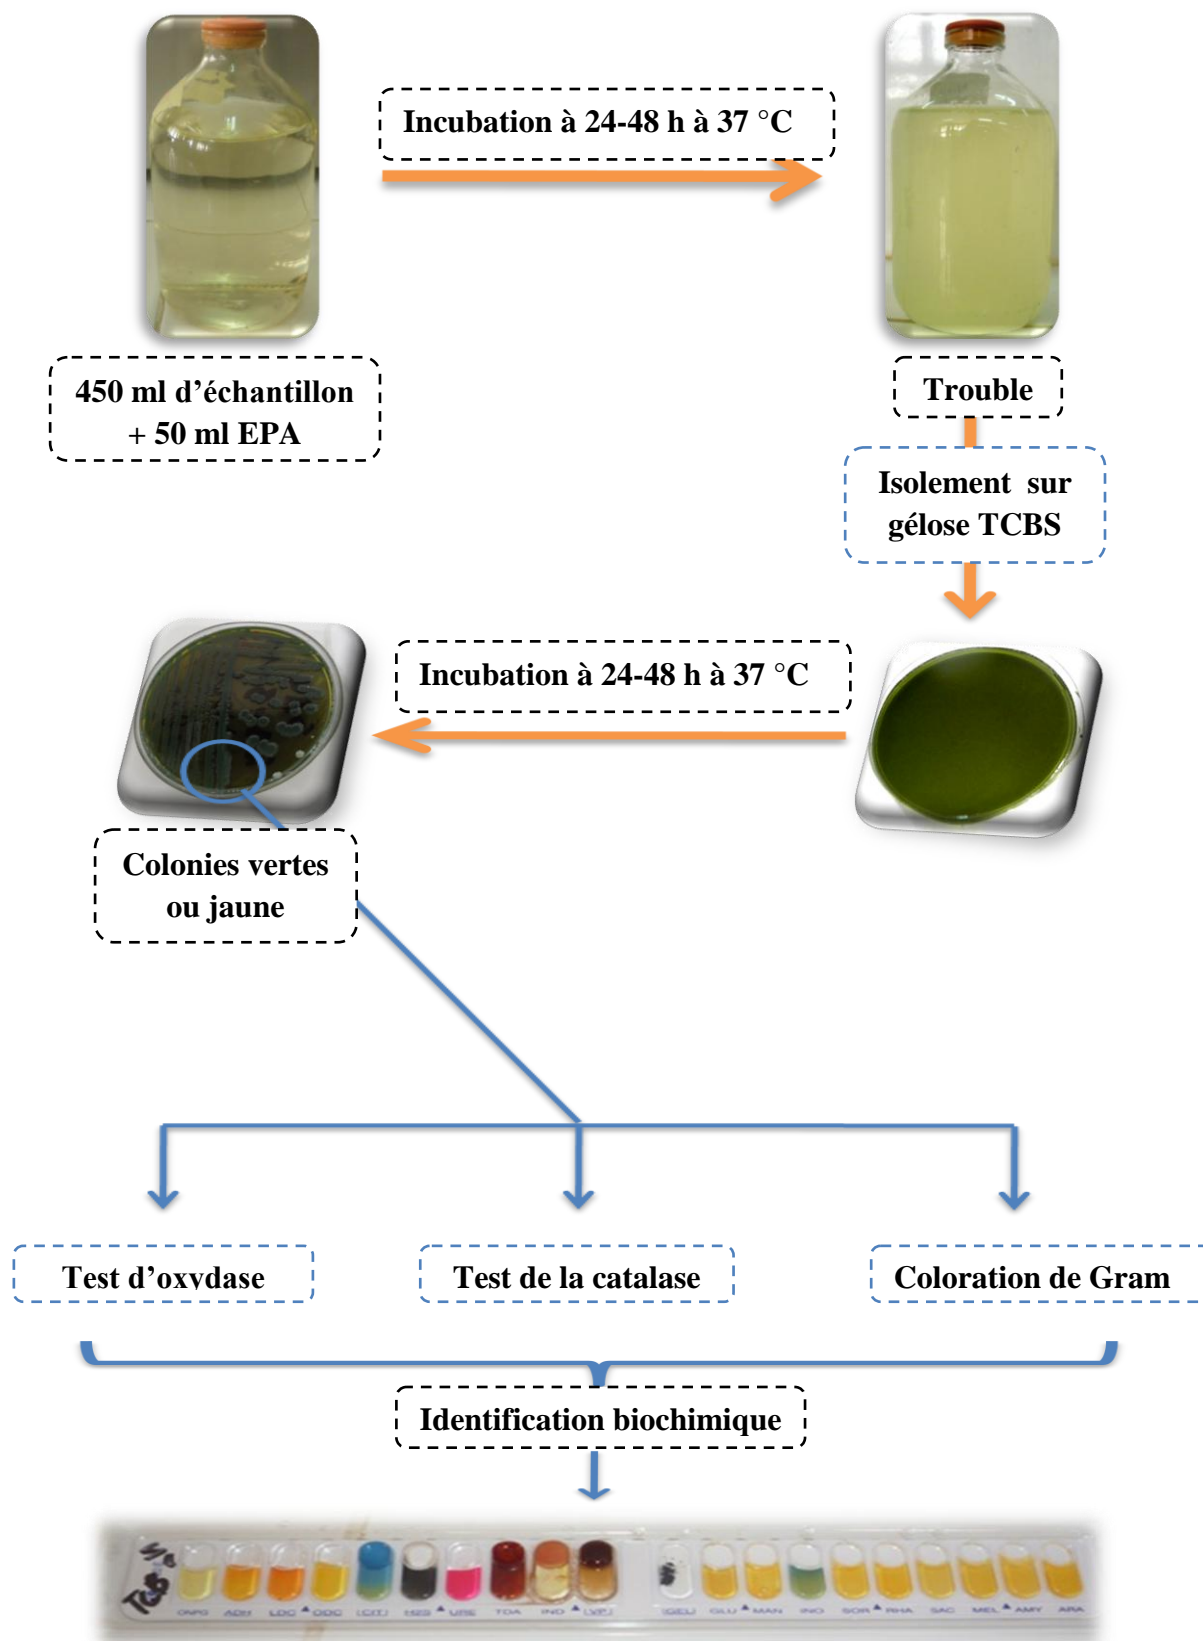 Incubation à 24-48 h à 37 °C
450 ml d’échantillon
+ 50 ml EPA
Trouble
Isolement sur
gélose TCBS
Incubation à 24-48 h à 37 °C
Colonies vertes
ou jaune
Test d’oxydase
Test de la catalase
Coloration de Gram
Identification biochimique
ONPG ADH LDC ODC |CIT| H2S URE TDA IND |VP| |GEL| GLU MAN INO SOR RHA SAC MEL AMY ARA